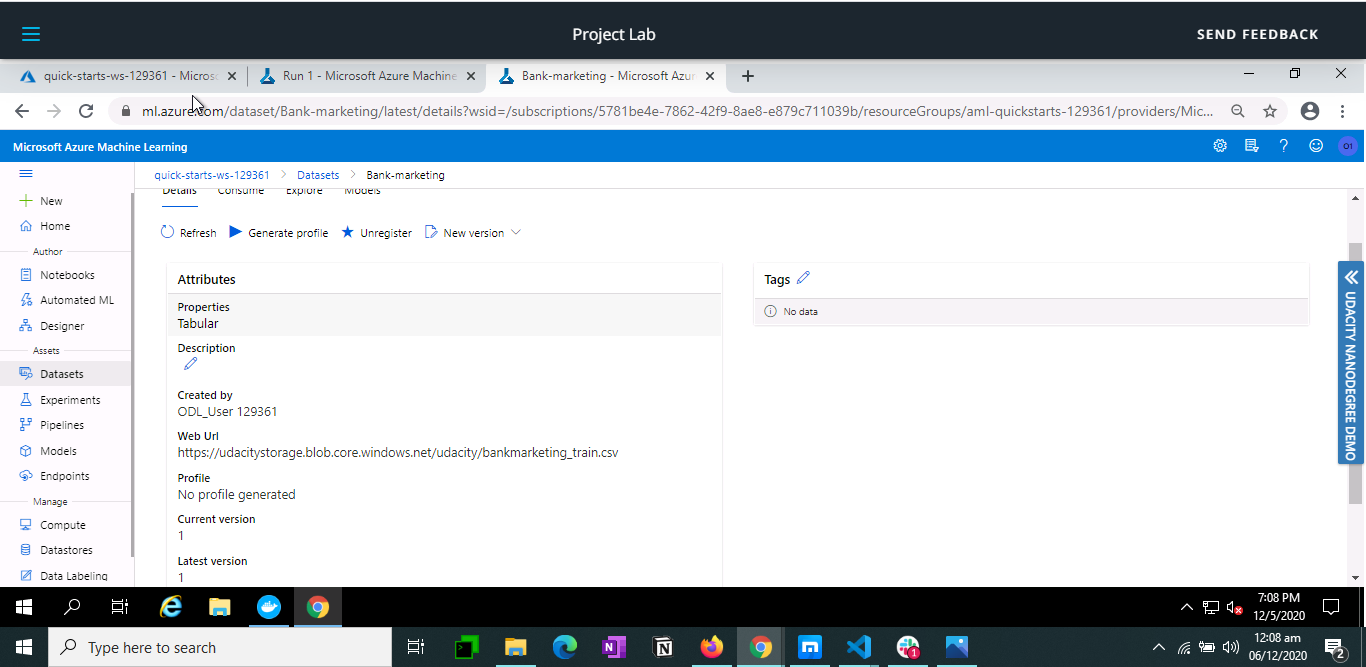 Project Lab
SEND FEEDBACK
quick-starts-ws-129361 - Micros
Run 1 - Microsoft Azure Machine
Bank-marketing - Microsoft Azur
ml.azure.com/dataset/Bank-marketing/latest/details?wsid=/subscriptions/5781be4e-7862-42f9-8ae8-e879c711039b/resourceGroups/aml-quickstarts-129361/providers/Mic...
Microsoft Azure Machine Learning
O1
quick-starts-ws-129361 > Datasets > Bank-marketing
New
Home
Author
Notebooks
Automated ML
Designer
Assets
Datasets
Experiments
Pipelines
Models
Endpoints
Manage
Compute
Datastores
Data Labeling
Details Consume Explore Models
Refresh Generate profile Unregister New version
Attributes
Properties
Tabular
Description
Created by
ODL_User 129361
Web Url
https://udacitystorage.blob.core.windows.net/udacity/bankmarketing_train.csv
Profile
No profile generated
Current version
1
Latest version
1
Tags
No data
UDACITY NANODEGREE DEMO
7:08 PM
12/5/2020
Type here to search
1
12:08 am
06/12/2020
2